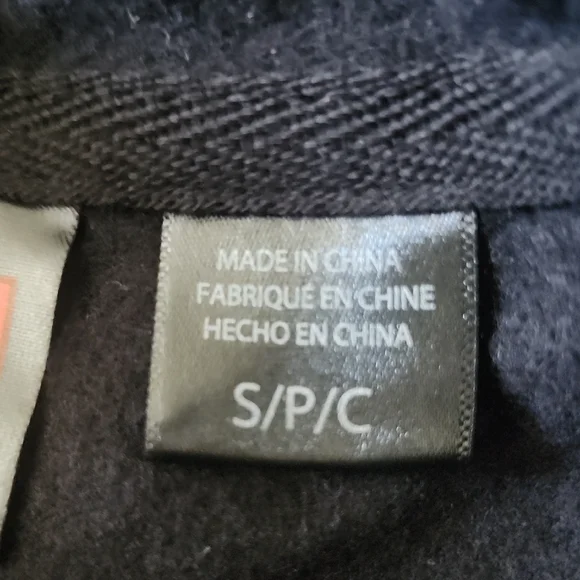 MADE IN CHINA
FABRIQUÉ EN CHINE
HECHO EN CHINA
S/P/C